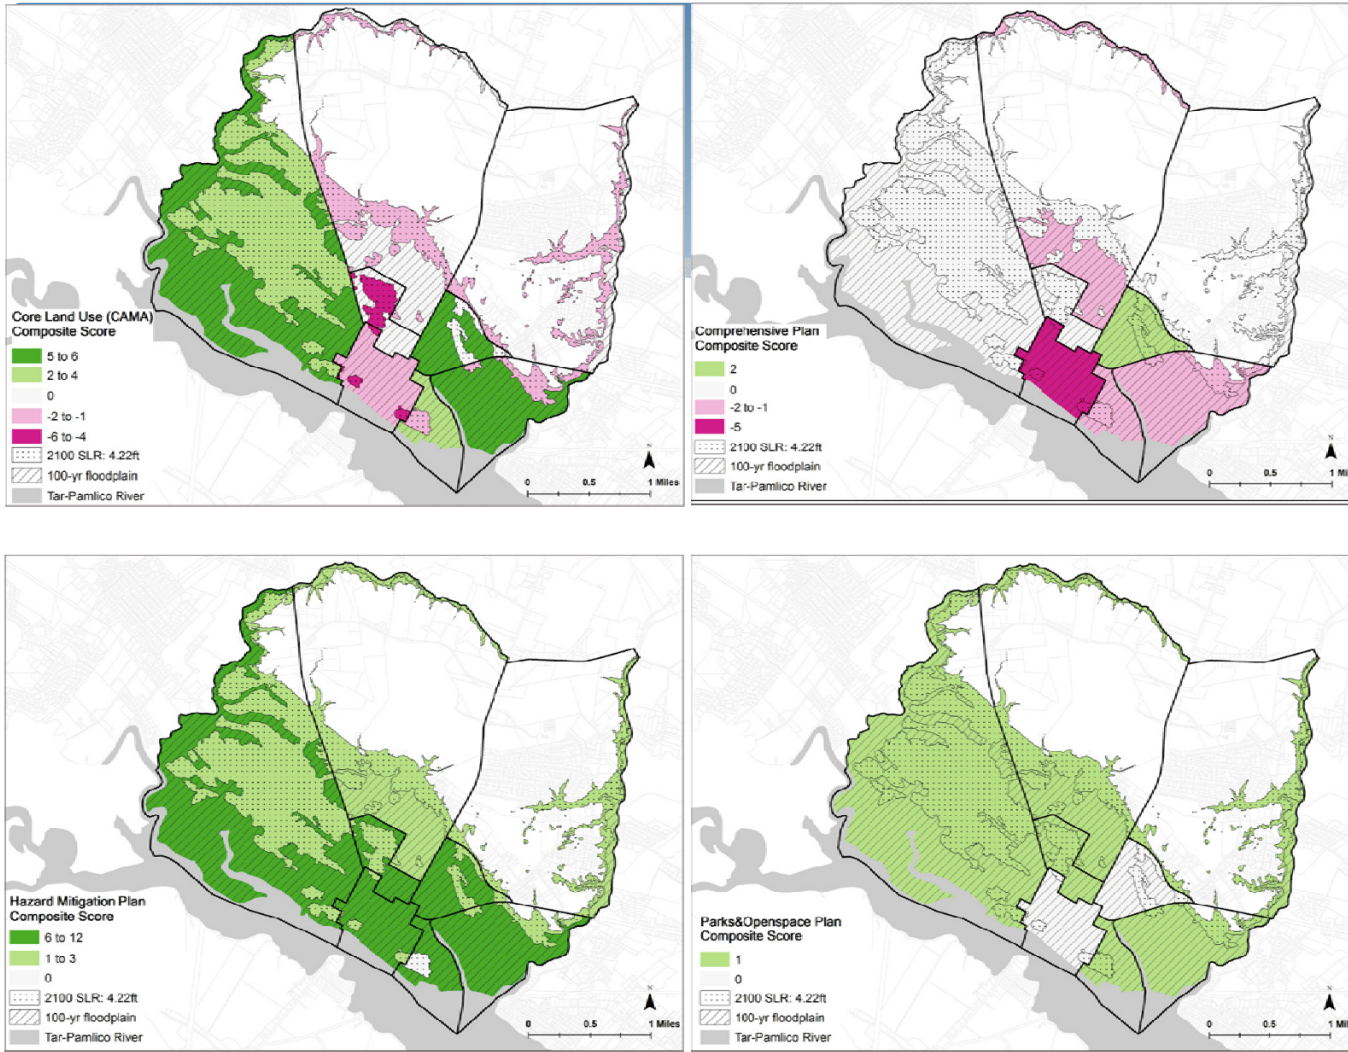 Core Land Use (CAMA)
Composite Score
5 to 6
2 to 4
0
-2 to -1
-6 to -4
2100 SLR: 4.22ft
100-yr floodplain
Tar-Pamlico River
N
0 0.5 1 Miles
Comprehensive Plan
Composite Score
2
0
-2 to -1
-5
2100 SLR: 4.22ft
100-yr floodplain
Tar-Pamlico River
N
0 0.5 1 Miles
Hazard Mitigation Plan
Composite Score
6 to 12
1 to 3
0
2100 SLR: 4.22ft
100-yr floodplain
Tar-Pamlico River
N
0 0.5 1 Miles
Parks&Openspace Plan
Composite Score
1
0
2100 SLR: 4.22ft
100-yr floodplain
Tar-Pamlico River
N
0 0.5 1 Mile